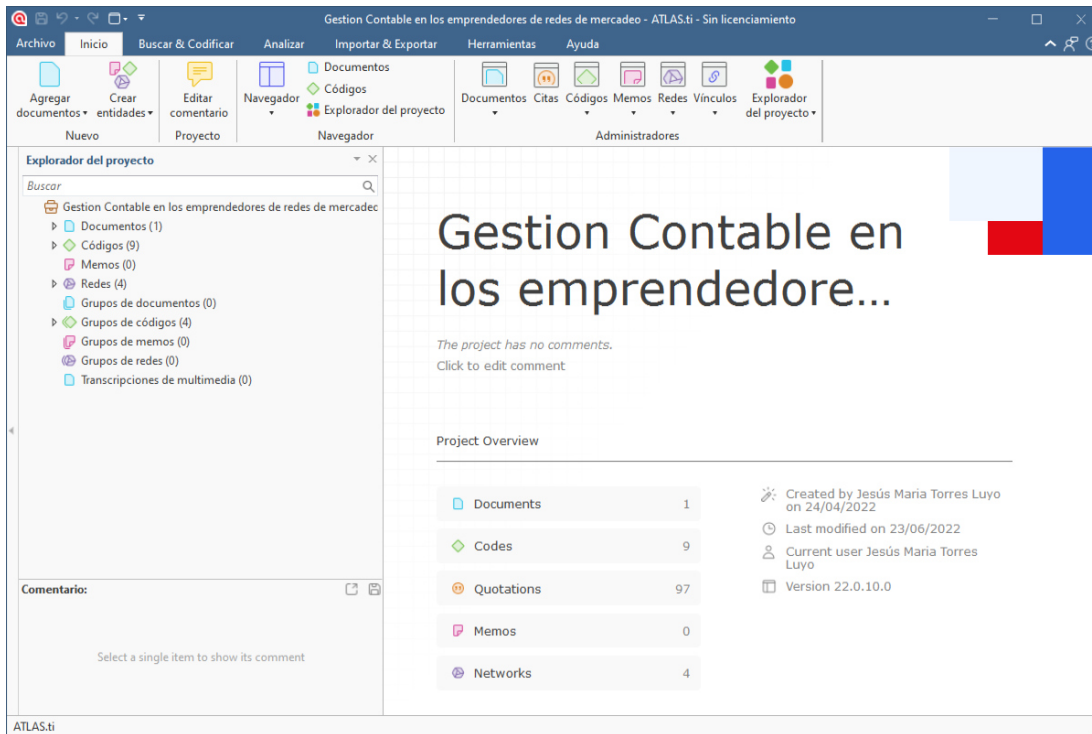 Gestion Contable en los emprendedores de redes de mercadeo - ATLAS.ti - Sin licenciamiento
Archivo Inicio Buscar & Codificar Analizar Importar & Exportar Herramientas Ayuda
Agregar documentos
Crear entidades
Nuevo
Editar comentario
Proyecto
Navegador
Documentos
Códigos
Explorador del proyecto
Navegador
Documentos Citas Códigos Memos Redes Vínculos
Explorador del proyecto
Administradores
Explorador del proyecto
Buscar
Gestion Contable en los emprendedores de redes de mercadec
Documentos (1)
Códigos (9)
Memos (0)
Redes (4)
Grupos de documentos (0)
Grupos de códigos (4)
Grupos de memos (0)
Grupos de redes (0)
Transcripciones de multimedia (0)
Comentario:
Select a single item to show its comment
Gestion Contable en
los emprendedore...
The project has no comments.
Click to edit comment
Project Overview
Documents 1
Codes 9
Quotations 97
Memos 0
Networks 4
Created by Jesús Maria Torres Luyo
on 24/04/2022
Last modified on 23/06/2022
Current user Jesús Maria Torres
Luyo
Version 22.0.10.0
ATLAS.ti